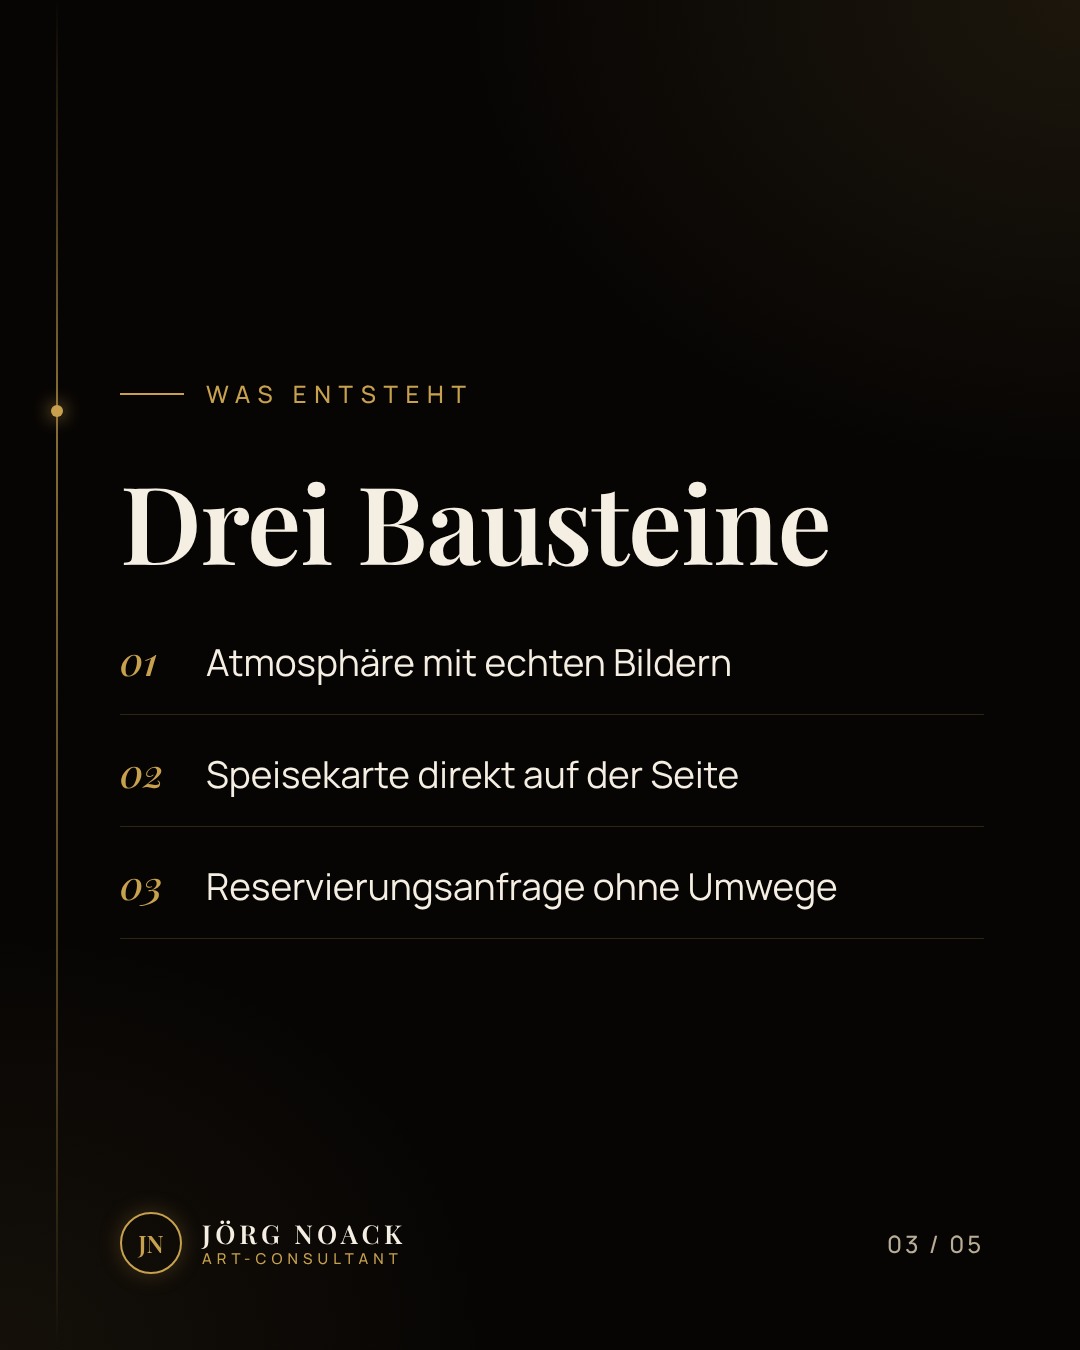 WAS ENTSTEHT
Drei Bausteine
01 Atmosphäre mit echten Bildern
02 Speisekarte direkt auf der Seite
03 Reservierungsanfrage ohne Umwege
JN
JÖRG NOACK
ART-CONSULTANT
03 / 05